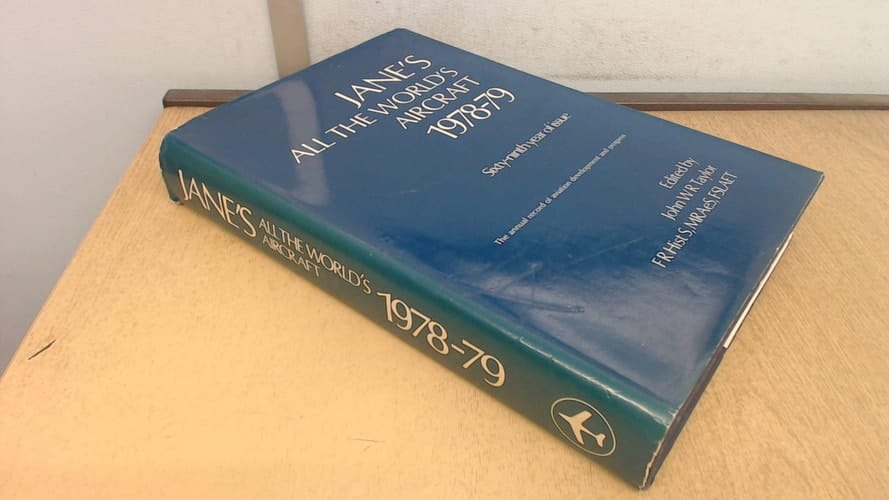 JANE'S
ALL THE WORLD'S
AIRCRAFT
1978-79
Sixty-ninth year of issue
The annual record of aviation development and progress
Edited by
John W R Taylor
F R Hist S, MRAeS, FSLAET
JANE'S
ALL THE WORLD'S
AIRCRAFT
1978-79